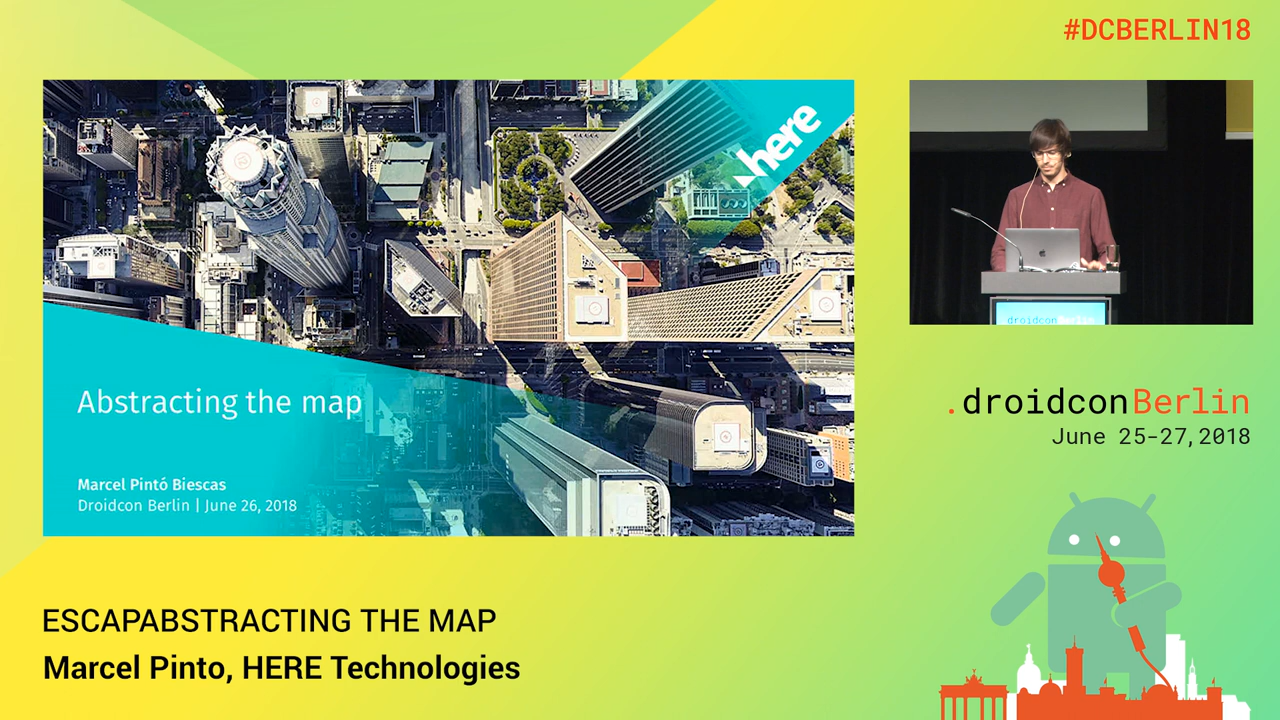 #DCBERLIN18
here
Abstracting the map
Marcel Pintó Biescas
Droidcon Berlin | June 26, 2018
droidconBerlin
.droidconBerlin
June 25-27, 2018
ESCAPABSTRACTING THE MAP
Marcel Pinto, HERE Technologies